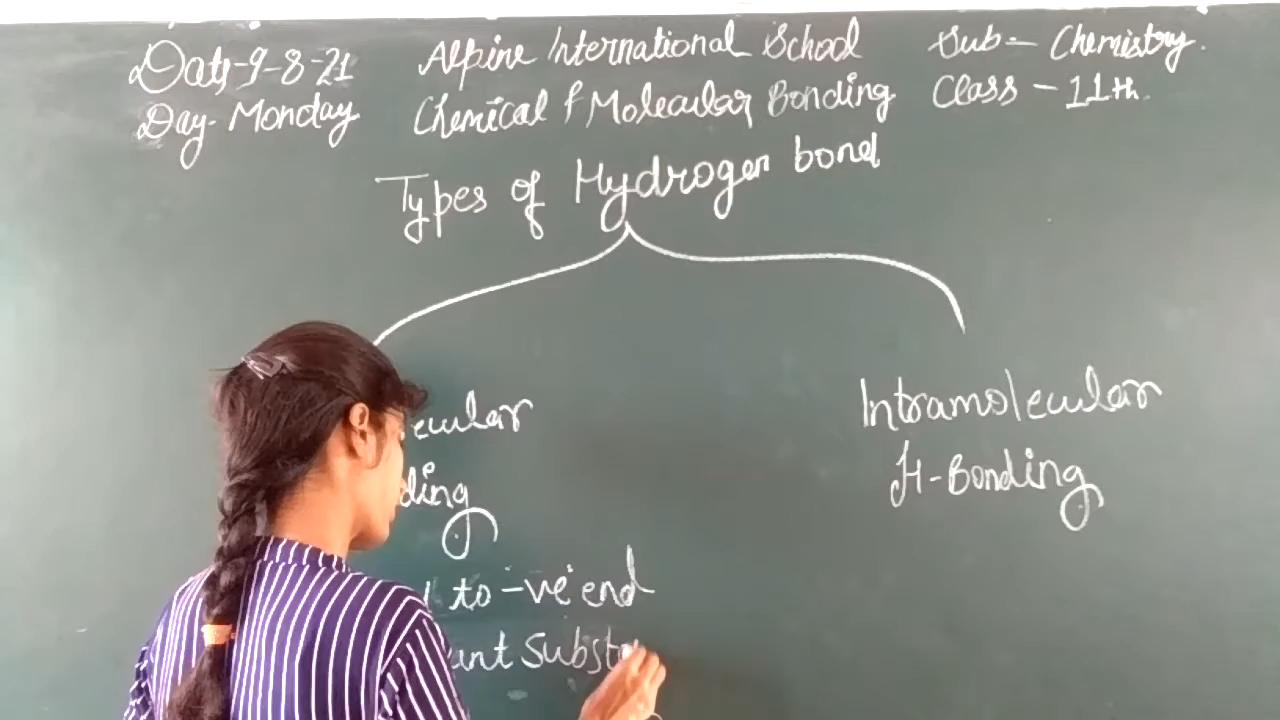 Date-9-8-21 Alpine International School Sub:- Chemistry.
Day- Monday Chemical & Molecular Bonding Class - 11th.
Types of Hydrogen bond
ecular Intramolecular
ding H-Bonding
to -ve end
ant Subst